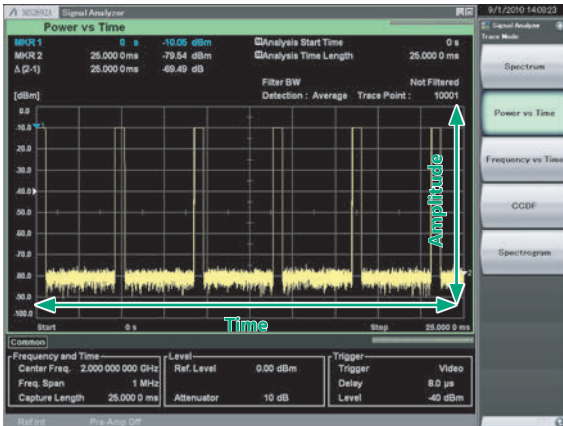 MS2692A Signal Analyzer
9/1/2010 14:08:23
Power vs Time
Signal Analyzer
Trace Mode
MKR 1 0 s -10.05 dBm Analysis Start Time 0 s
MKR 2 25.000 0ms -79.54 dBm Analysis Time Length 25.000 0ms
Δ (2-1) 25.000 0ms -69.49 dB
Filter BW Not Filtered
[dBm] Detection : Average Trace Point : 10001
0.0
-10.0
-20.0
-30.0
-40.0
-50.0
-60.0
-70.0
-80.0
-90.0
-100.0
1
2
Amplitude
Time
Start 0 s Stop 25.000 0 ms
Spectrum
Power vs Time
Frequency vs Time
CCDF
Spectrogram
Common
Frequency and Time
Center Freq. 2.000 000 000 GHz
Freq. Span 1 MHz
Capture Length 25.000 0 ms
Level
Ref. Level 0.00 dBm
Attenuator 10 dB
Trigger
Trigger Video
Delay 8.0 µs
Level -40 dBm
Ref.Int Pre-Amp Off